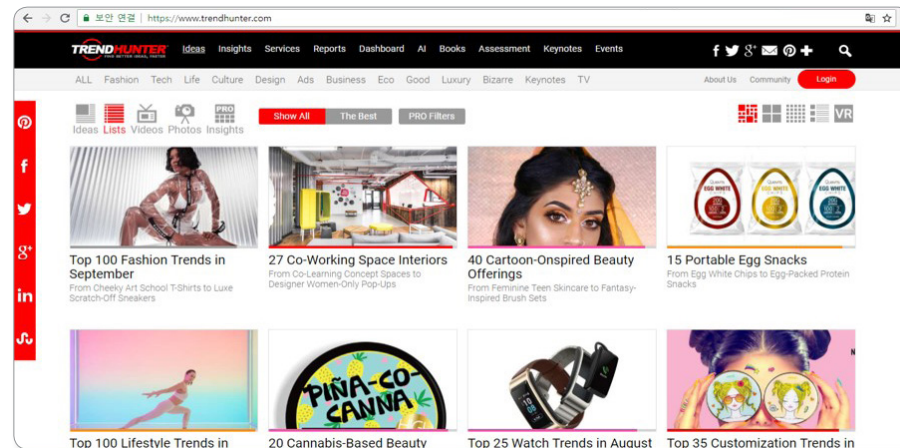 보안 연결 | https://www.trendhunter.com
TRENDHUNTER Ideas Insights Services Reports Dashboard AI Books Assessment Keynotes Events
ALL Fashion Tech Life Culture Design Ads Business Eco Good Luxury Bizarre Keynotes TV About Us Community Login
PRO
Ideas Lists Videos Photos Insights Show All The Best PRO Filters VR
EGG WHITE EGG WHITE EGG WHITE
Top 100 Fashion Trends in
September
From Cheeky Art School T-Shirts to Luxe
Scratch-Off Sneakers
27 Co-Working Space Interiors
From Co-Learning Concept Spaces to
Designer Women-Only Pop-Ups
40 Cartoon-Onspired Beauty
Offerings
From Feminine Teen Skincare to Fantasy-
Inspired Brush Sets
15 Portable Egg Snacks
From Egg White Chips to Egg-Packed Protein
Snacks
PIÑA-CO-
CANNA
Top 100 Lifestyle Trends in
20 Cannabis-Based Beauty
Top 25 Watch Trends in August
Top 35 Customization Trends in